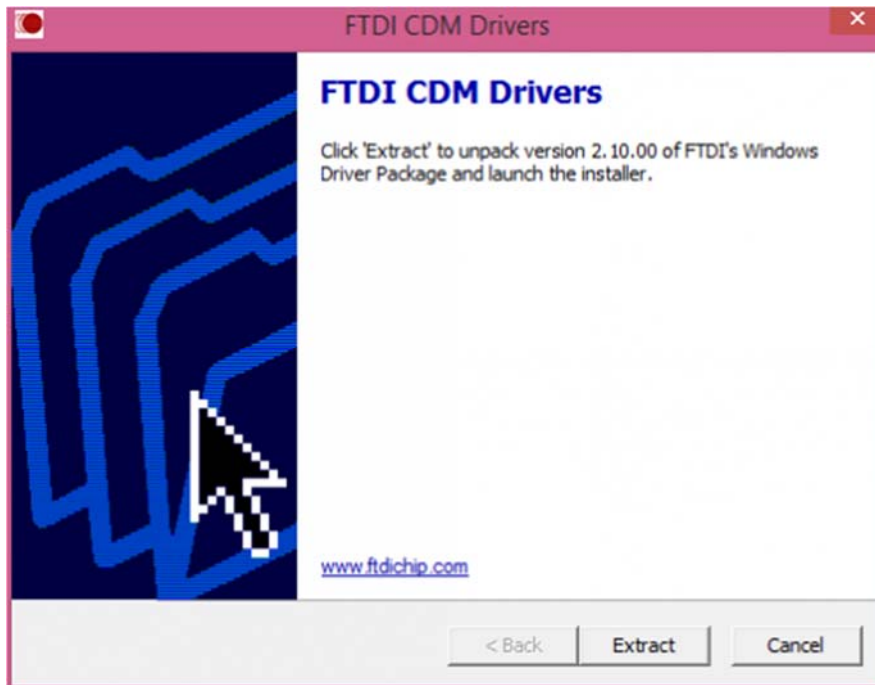 FTDI CDM Drivers
FTDI CDM Drivers
Click 'Extract' to unpack version 2.10.00 of FTDI's Windows
Driver Package and launch the installer.
www.ftdichip.com
< Back
Extract
Cancel